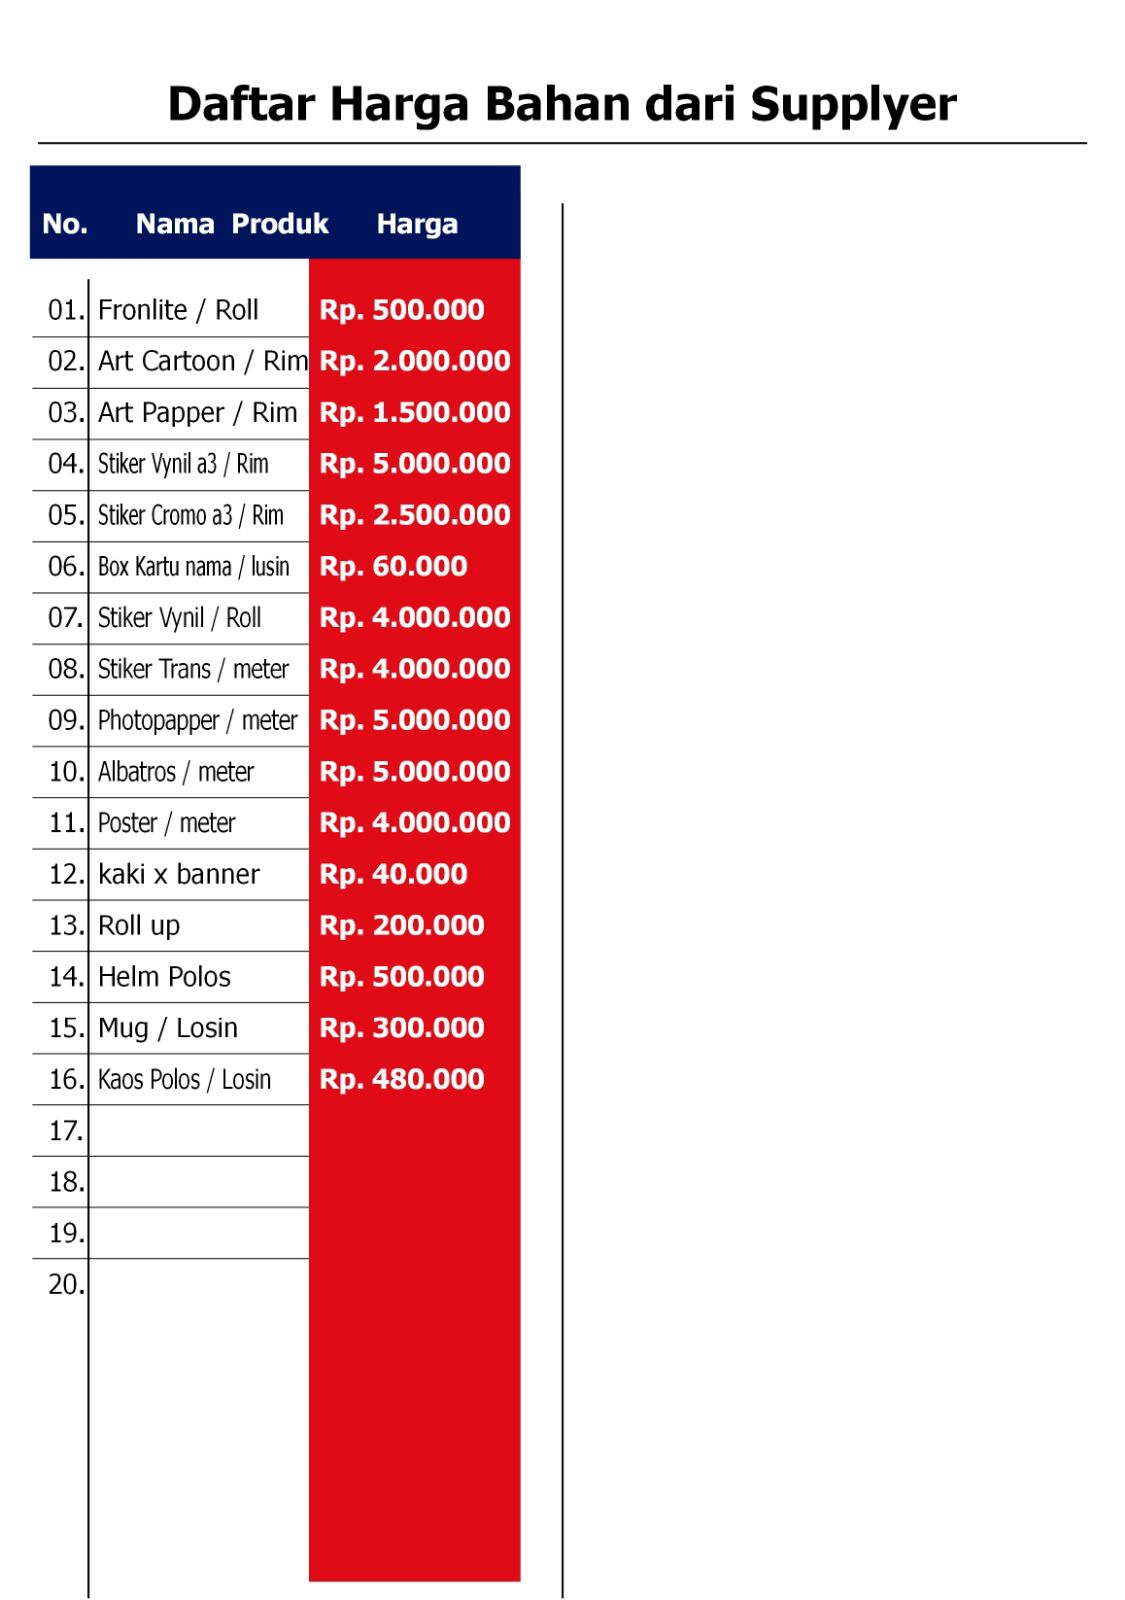 Daftar Harga Bahan dari Supplyer
No. Nama Produk Harga
01. Fronlite / Roll Rp. 500.000
02. Art Cartoon / Rim Rp. 2.000.000
03. Art Papper / Rim Rp. 1.500.000
04. Stiker Vynil a3 / Rim Rp. 5.000.000
05. Stiker Cromo a3 / Rim Rp. 2.500.000
06. Box Kartu nama / lusin Rp. 60.000
07. Stiker Vynil / Roll Rp. 4.000.000
08. Stiker Trans / meter Rp. 4.000.000
09. Photopapper / meter Rp. 5.000.000
10. Albatros / meter Rp. 5.000.000
11. Poster / meter Rp. 4.000.000
12. kaki x banner Rp. 40.000
13. Roll up Rp. 200.000
14. Helm Polos Rp. 500.000
15. Mug / Losin Rp. 300.000
16. Kaos Polos / Losin Rp. 480.000
17.
18.
19.
20.